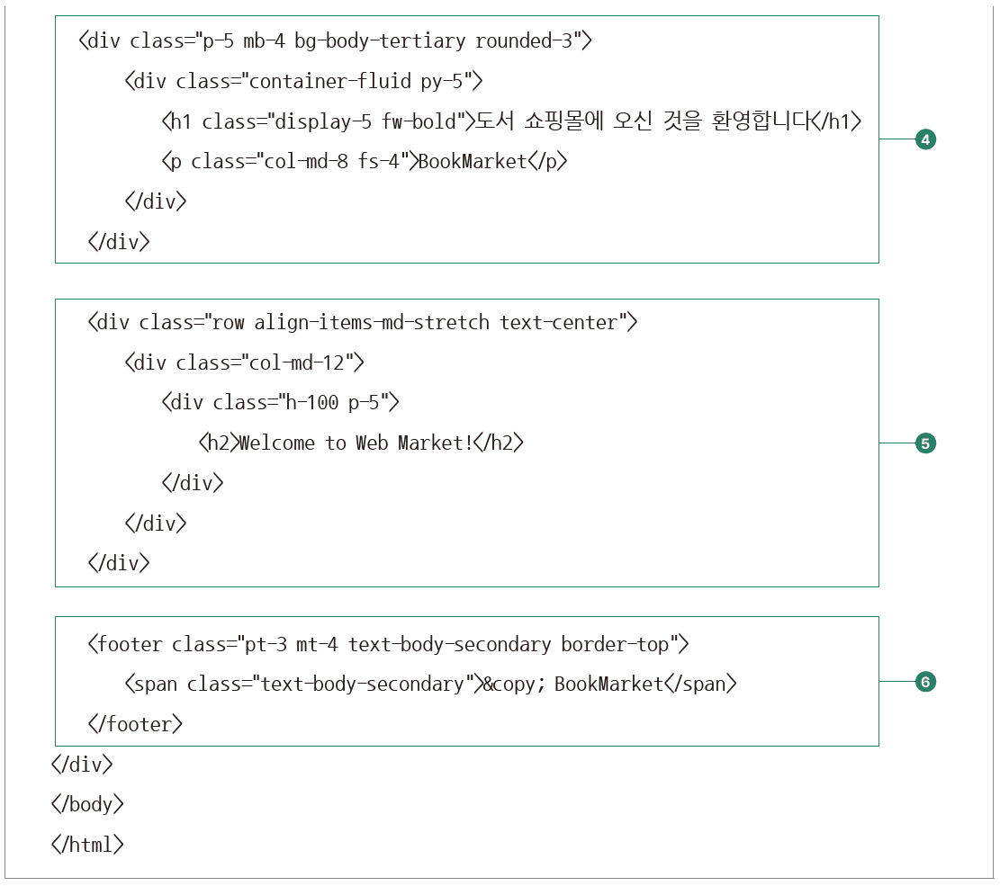 <div class="p-5 mb-4 bg-body-tertiary rounded-3">
<div class="container-fluid py-5">
<h1 class="display-5 fw-bold">도서 쇼핑몰에 오신 것을 환영합니다</h1>
<p class="col-md-8 fs-4">BookMarket</p>
</div>
</div>
4
<div class="row align-items-md-stretch text-center">
<div class="col-md-12">
<div class="h-100 p-5">
<h2>Welcome to Web Market!</h2>
</div>
</div>
</div>
5
<footer class="pt-3 mt-4 text-body-secondary border-top">
<span class="text-body-secondary">&copy; BookMarket</span>
</footer>
6
</div>
</body>
</html>